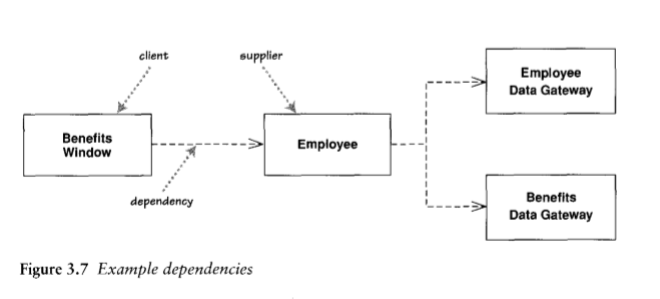 client
supplier
Employee
Data Gateway
Benefits
Window
Employee
dependency
Benefits
Data Gateway
Figure 3.7 Example dependencies